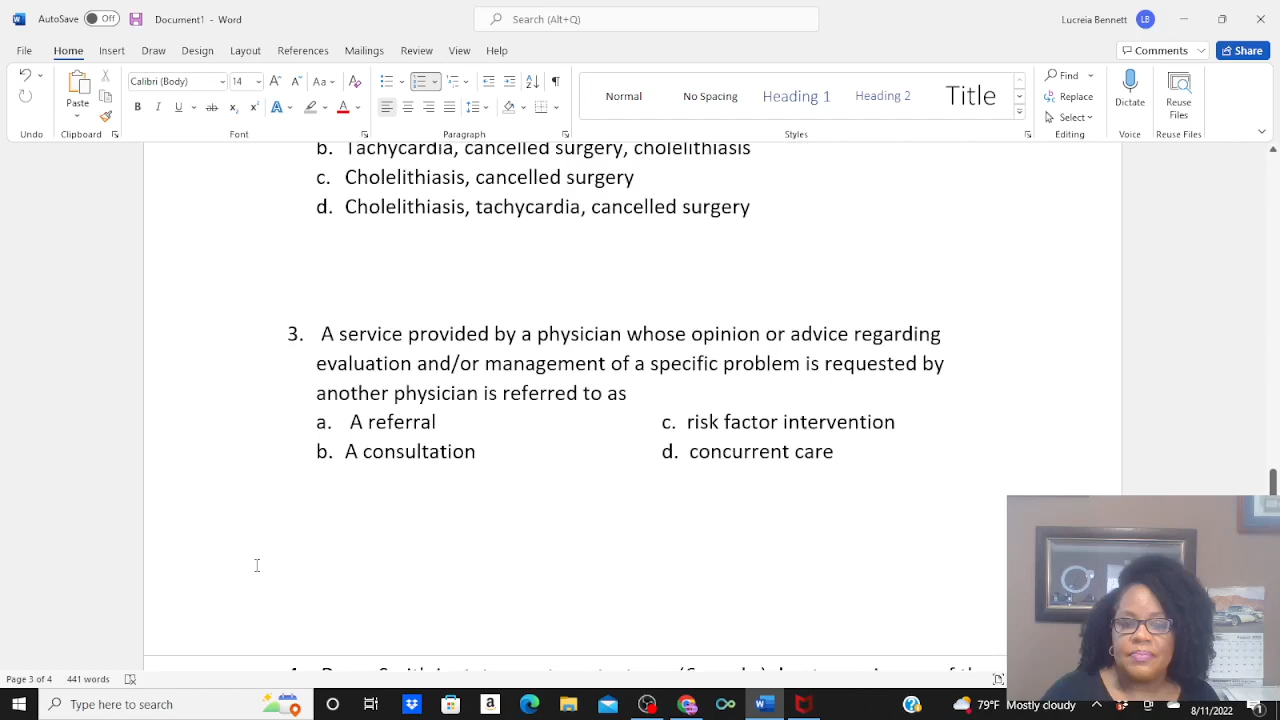 AutoSave Off Document1 - Word Search (Alt+Q) Lucreia Bennett LB
File Home Insert Draw Design Layout References Mailings Review View Help Comments Share
Calibri (Body) 14 Aa Normal No Spacing Heading 1 Heading 2 Title Find
Paste Replace Dictate Reuse Files
B I U ab x2 x2 A A Select
Undo Clipboard Font Paragraph Styles Editing Voice Reuse Files
b. Tachycardia, cancelled surgery, cholelithiasis
c. Cholelithiasis, cancelled surgery
d. Cholelithiasis, tachycardia, cancelled surgery
3. A service provided by a physician whose opinion or advice regarding
evaluation and/or management of a specific problem is requested by
another physician is referred to as
a. A referral c. risk factor intervention
b. A consultation d. concurrent care
Page 3 of 4 441 words
Type here to search 79°F Mostly cloudy 8/11/2022